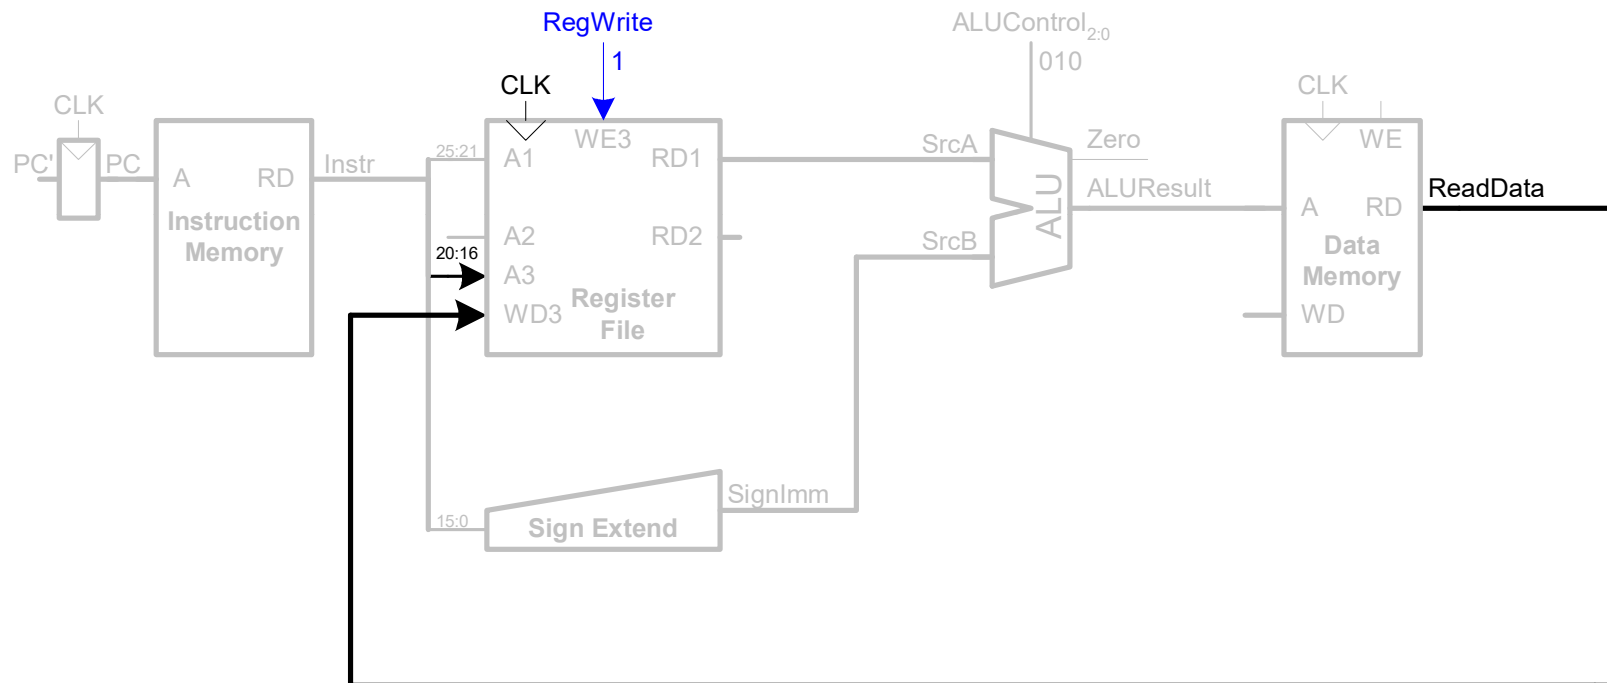 RegWrite
1
ALUControl2:0
010
CLK
CLK
CLK
PC'
PC
A
RD
Instruction
Memory
Instr
25:21
A1
WE3
RD1
A2
RD2
20:16
A3
WD3
Register
File
SrcA
SrcB
ALU
Zero
ALUResult
WE
A
RD
Data
Memory
WD
ReadData
15:0
Sign Extend
SignImm